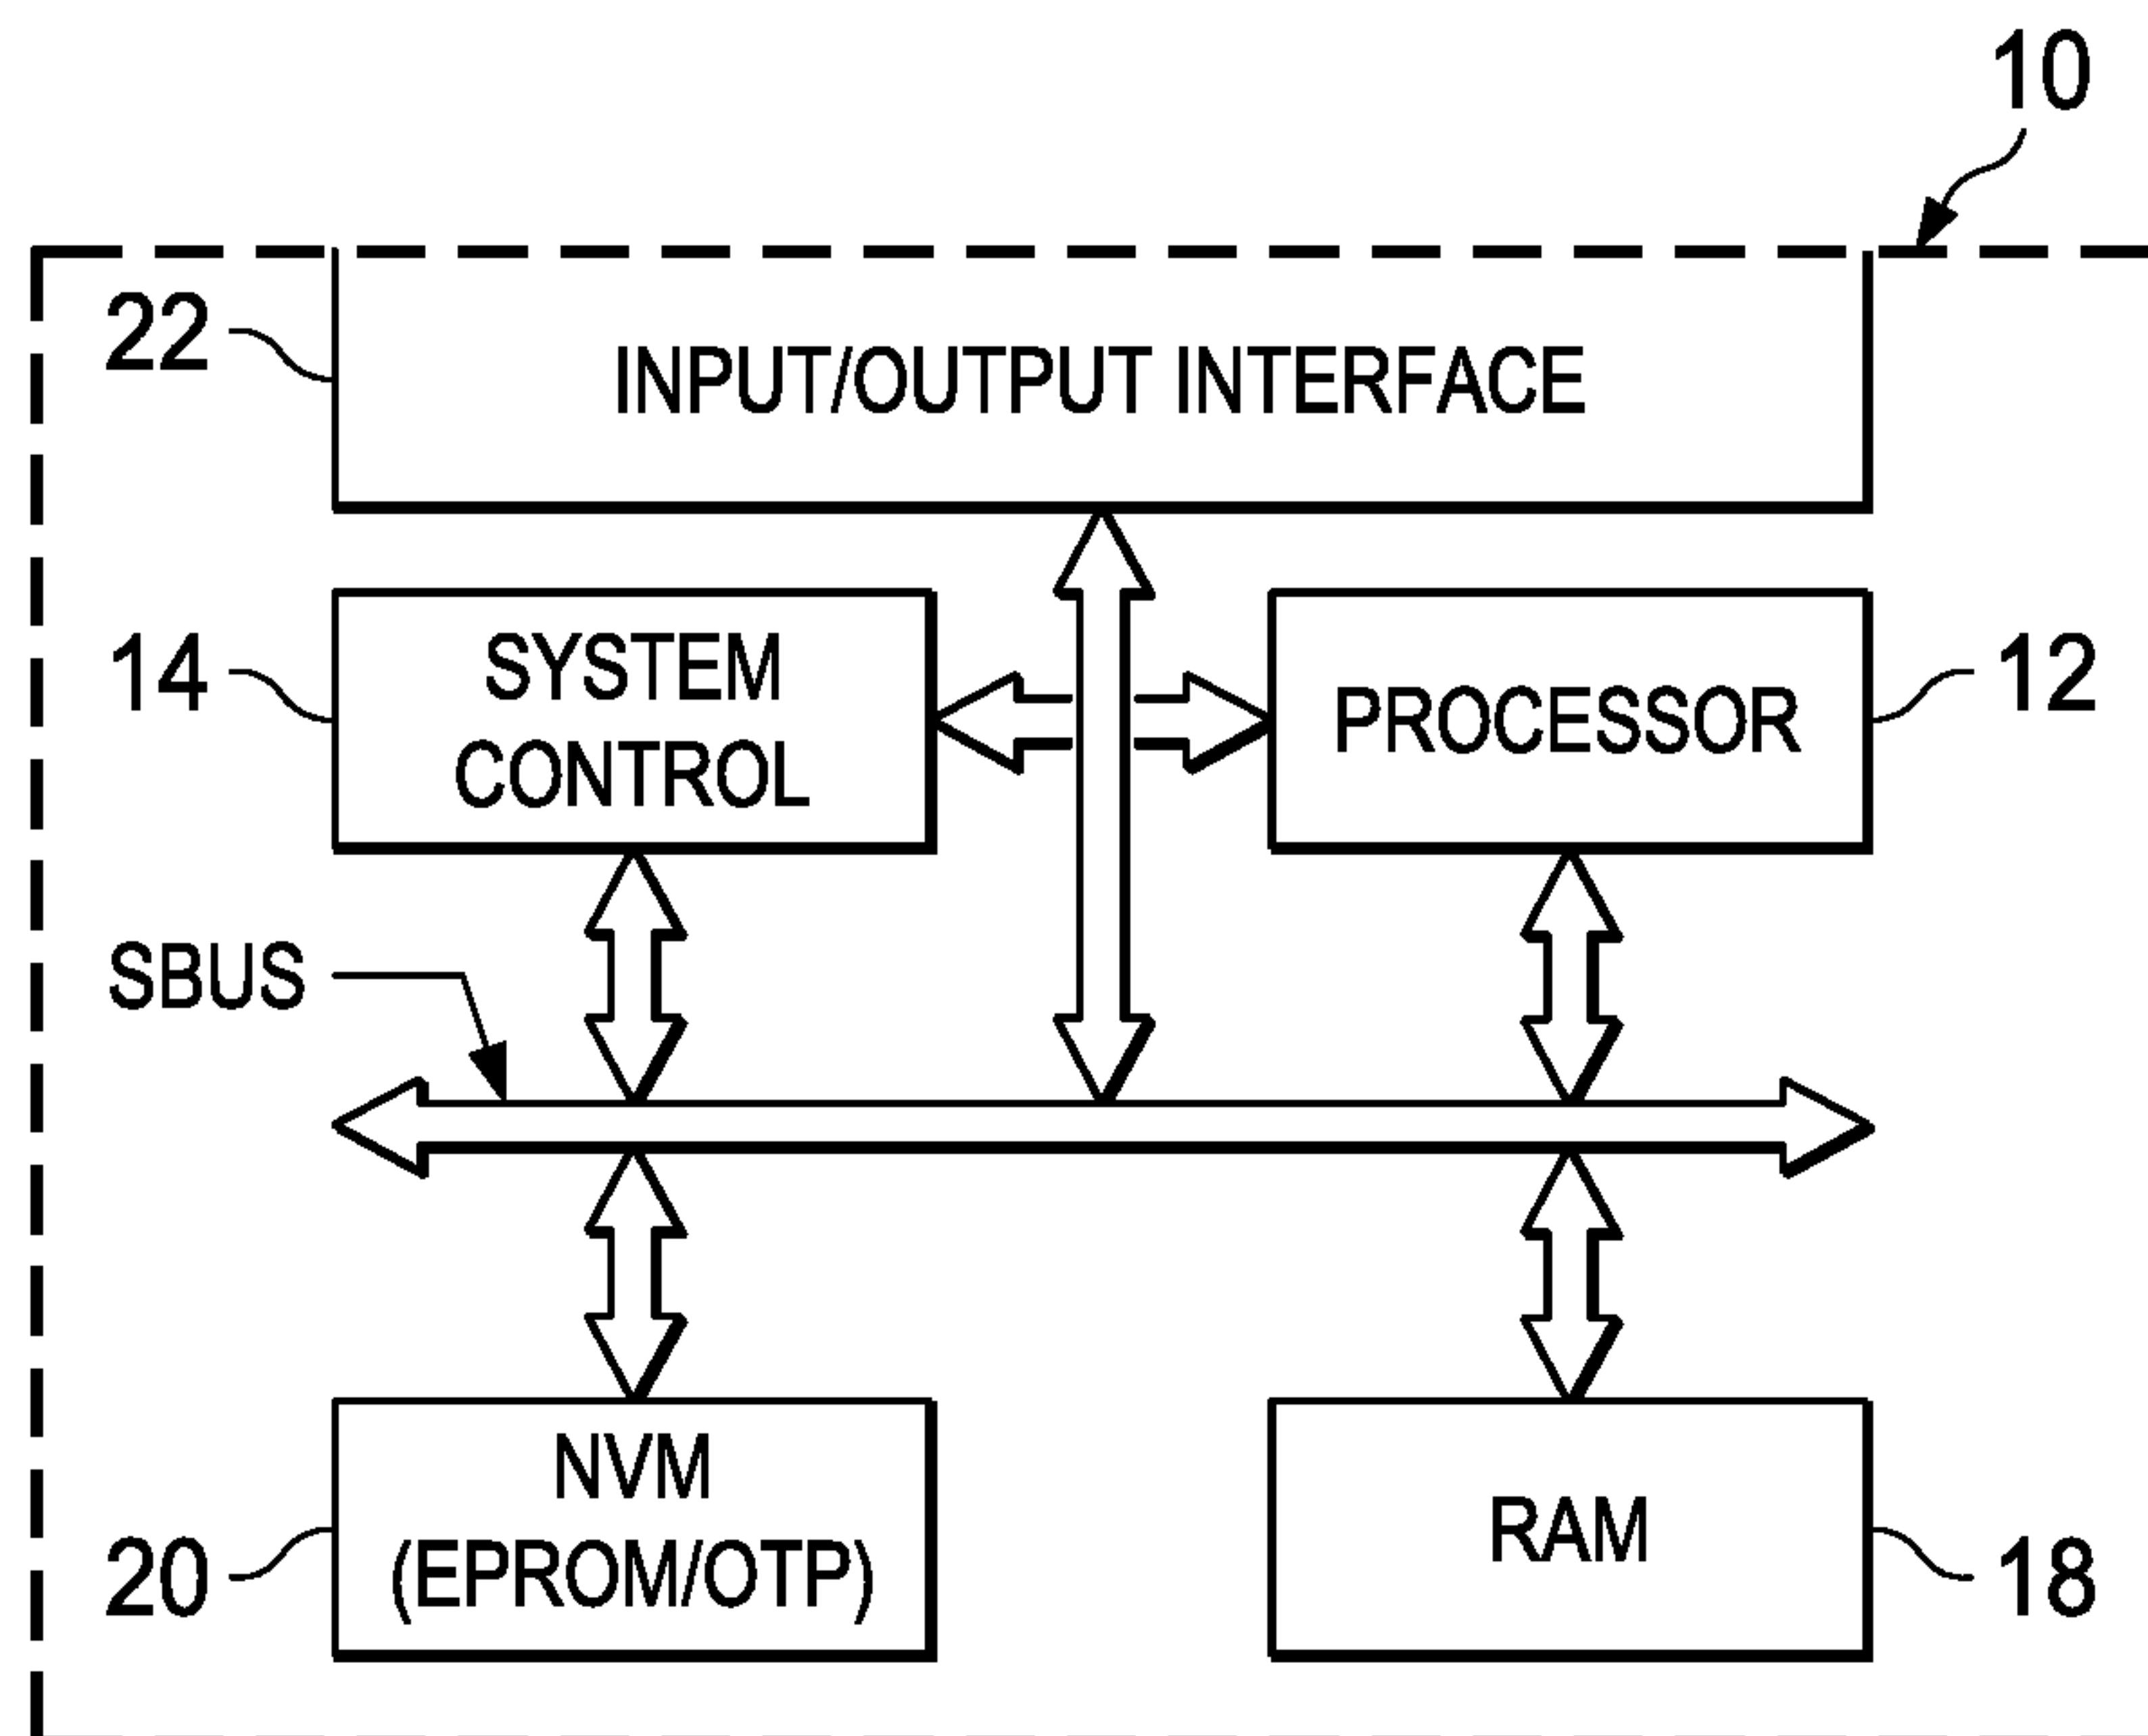 10
22
INPUT/OUTPUT INTERFACE
14
SYSTEM
CONTROL
PROCESSOR
12
SBUS
20
NVM
(EPROM/OTP)
RAM
18